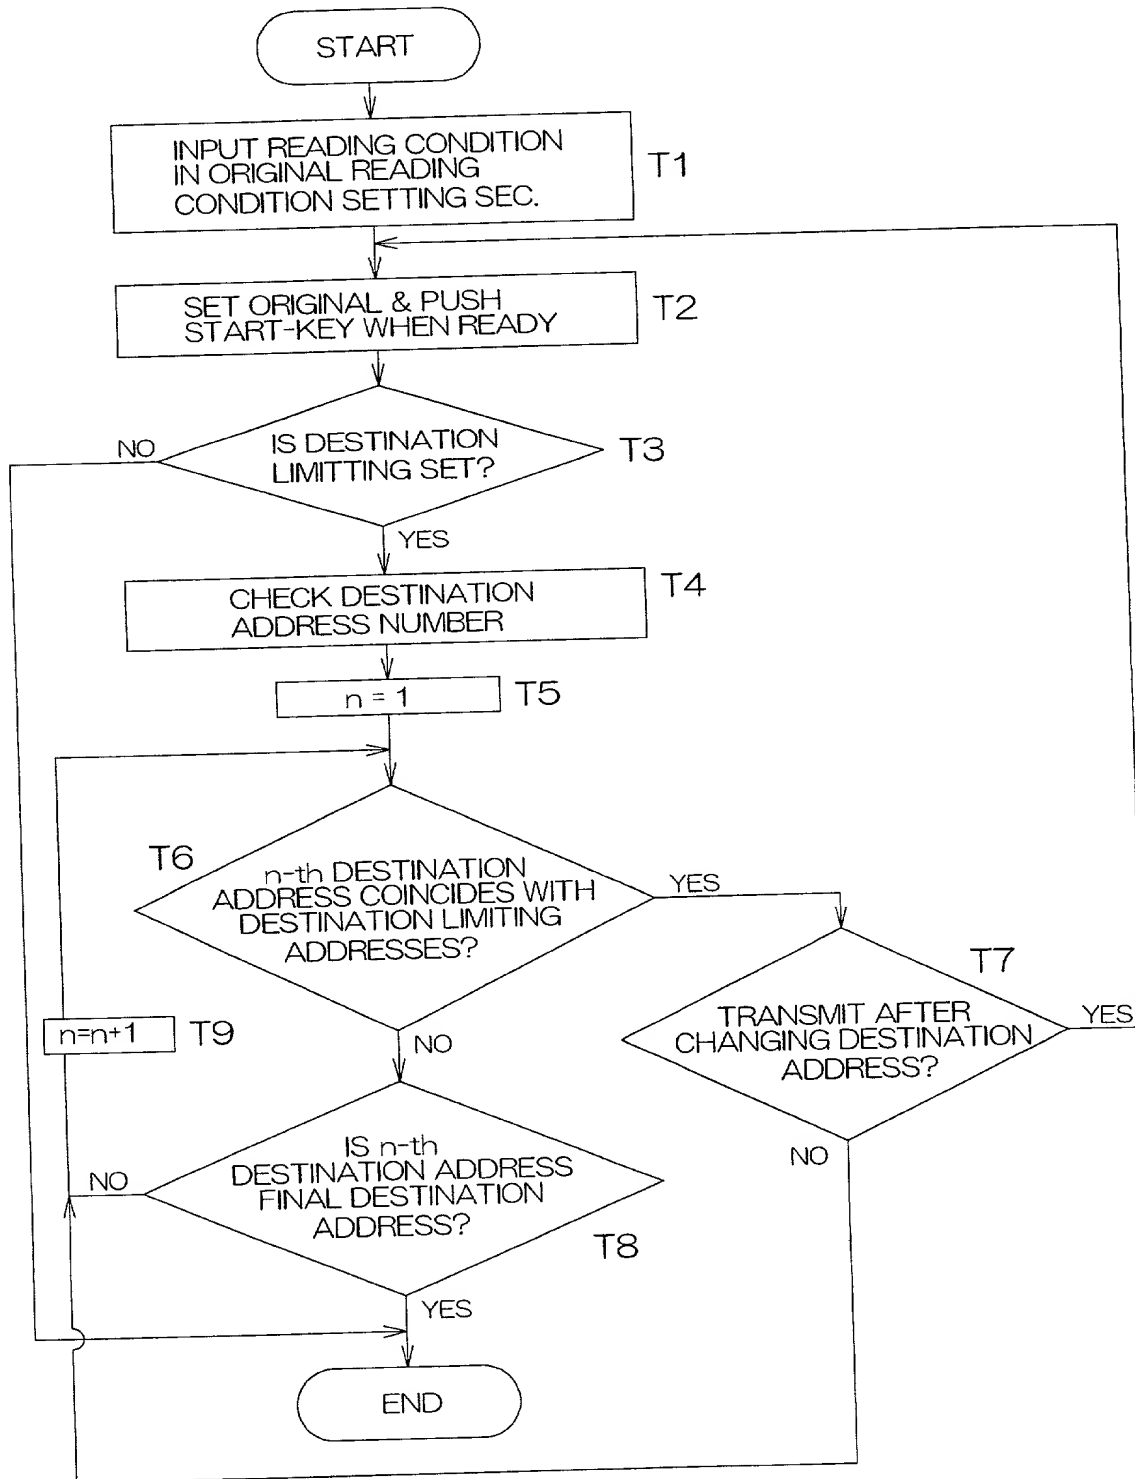 START
INPUT READING CONDITION
IN ORIGINAL READING
CONDITION SETTING SEC.
T1
SET ORIGINAL & PUSH
START-KEY WHEN READY
T2
NO
IS DESTINATION
LIMITTING SET?
T3
YES
CHECK DESTINATION
ADDRESS NUMBER
T4
n = 1
T5
T6
n-th DESTINATION
ADDRESS COINCIDES WITH
DESTINATION LIMITING
ADDRESSES?
YES
T7
TRANSMIT AFTER
CHANGING DESTINATION
ADDRESS?
YES
n=n+1
T9
NO
NO
IS n-th
DESTINATION ADDRESS
FINAL DESTINATION
ADDRESS?
NO
T8
YES
END